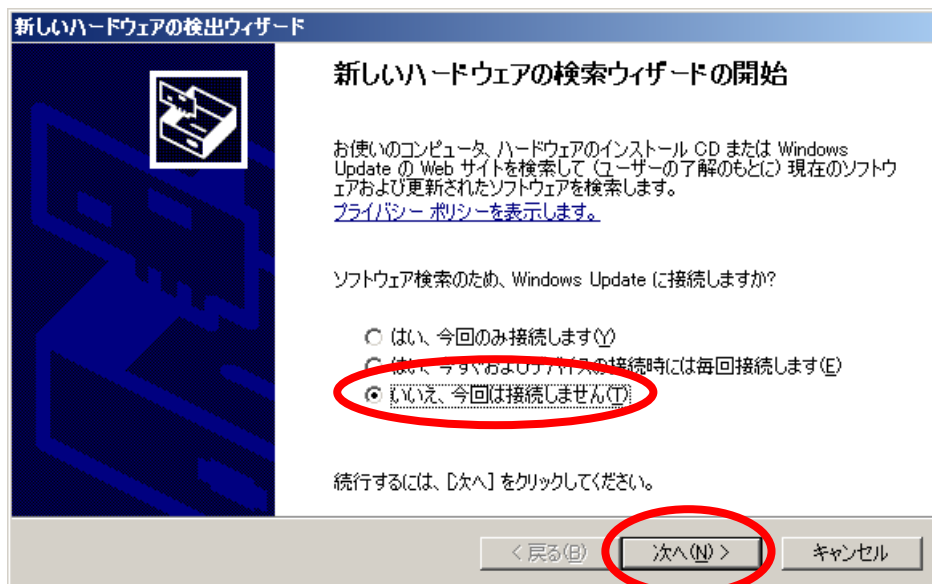 新しいハードウェアの検出ウィザード
新しいハードウェアの検索ウィザードの開始
お使いのコンピュータ、ハードウェアのインストール CD または Windows
Update の Web サイトを検索して (ユーザーの了解のもとに) 現在のソフトウ
ェアおよび更新されたソフトウェアを検索します。
プライバシー ポリシーを表示します。
ソフトウェア検索のため、Windows Update に接続しますか?
はい、今回のみ接続します(Y)
はい、今すぐおよびデバイスの接続時には毎回接続します(E)
いいえ、今回は接続しません(T)
続行するには、[次へ] をクリックしてください。
< 戻る(B)
次へ(N) >
キャンセル